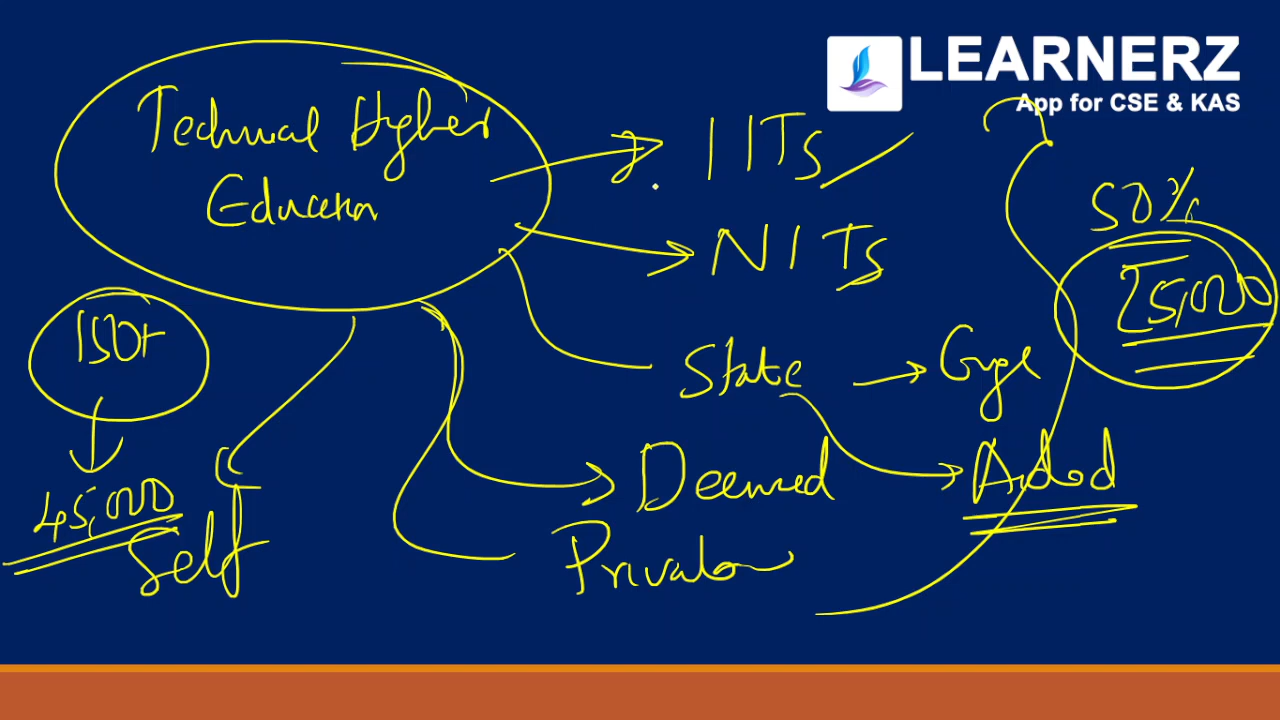 LEARNERZ
App for CSE & KAS
Technical Higher
Education
IITs
NITs
50%
25,000
150+
State
Aided
Deemed
45,000
Self
Private